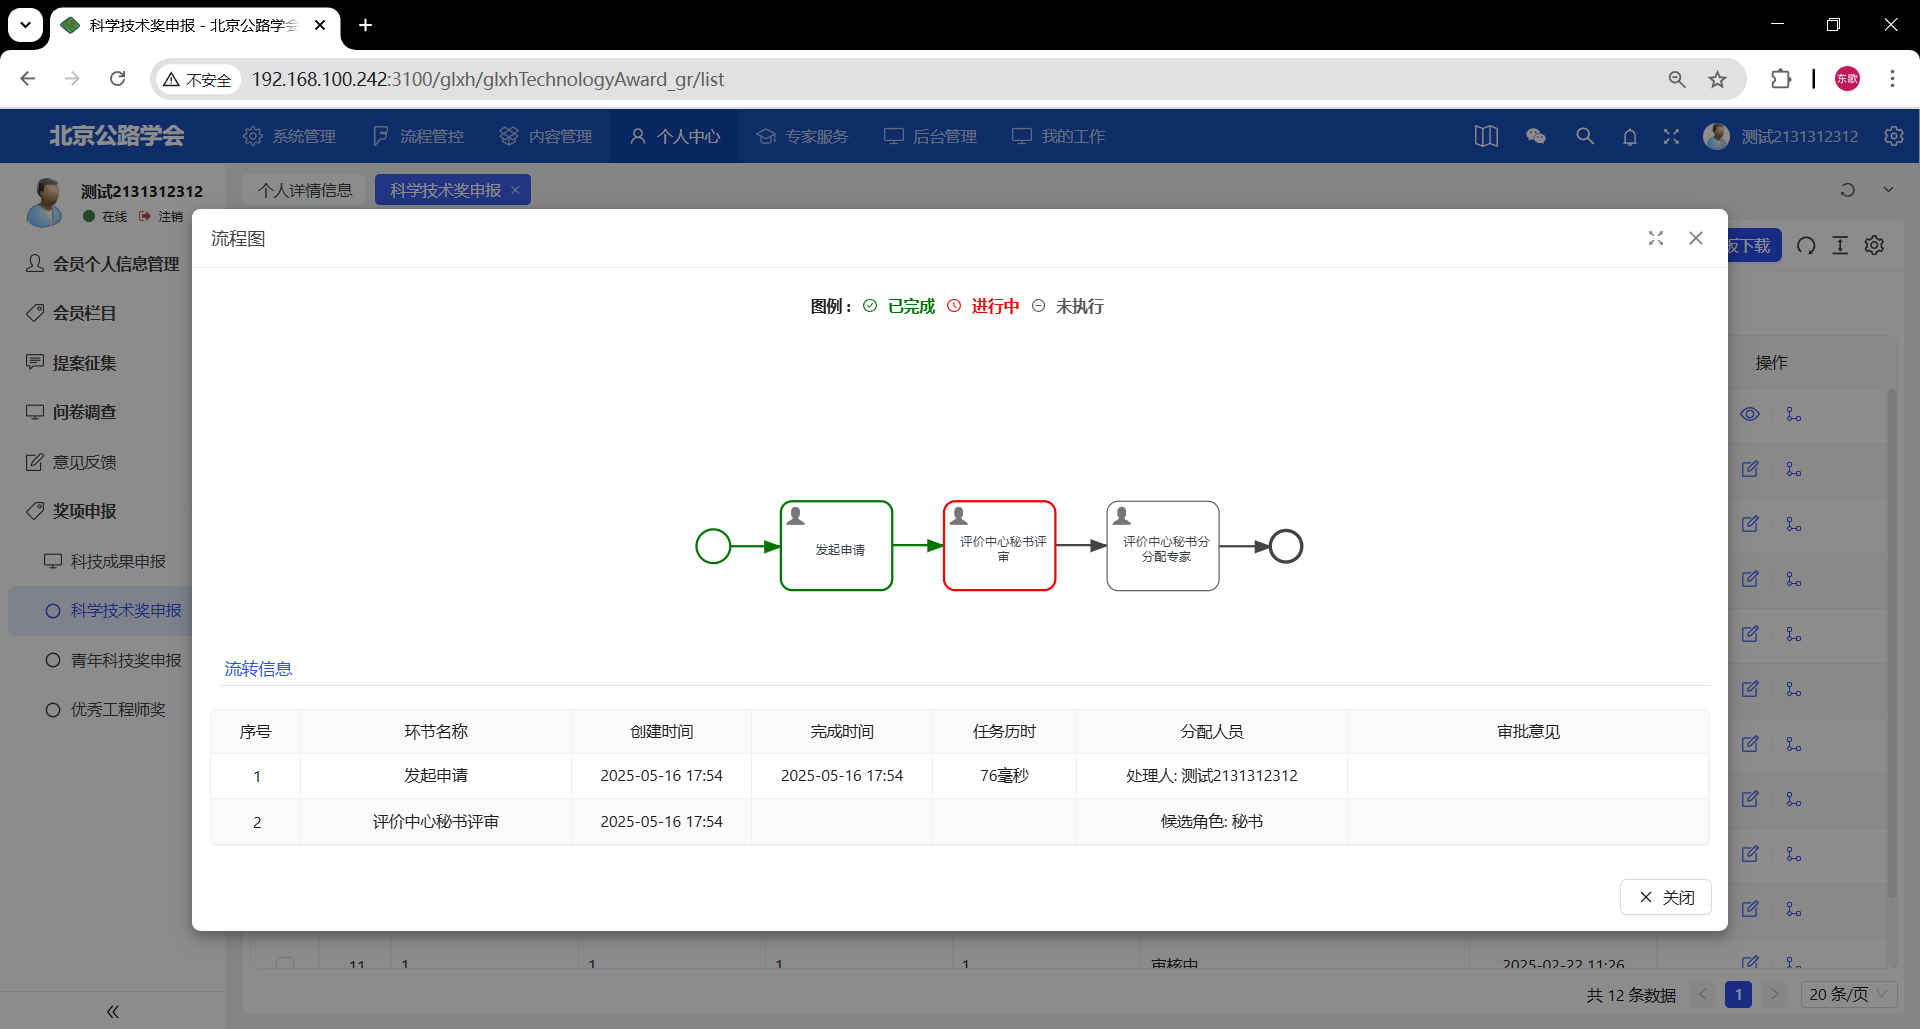 科学技术奖申报 - 北京公路学会
不安全
192.168.100.242:3100/glxh/glxhTechnologyAward_gr/list
东歌
北京公路学会
系统管理
流程管控
内容管理
个人中心
专家服务
后台管理
我的工作
测试2131312312
测试2131312312
在线
注销
个人详情信息
科学技术奖申报
会员个人信息管理
会员栏目
提案征集
问卷调查
意见反馈
奖项申报
科技成果申报
科学技术奖申报
青年科技奖申报
优秀工程师奖
流程图
下载
操作
图例：
已完成
进行中
未执行
发起申请
评价中心秘书评
审
评价中心秘书分
分配专家
流转信息
序号 环节名称 创建时间 完成时间 任务历时 分配人员 审批意见
1 发起申请 2025-05-16 17:54 2025-05-16 17:54 76毫秒 处理人: 测试2131312312
2 评价中心秘书评审 2025-05-16 17:54 候选角色: 秘书
关闭
11 1 1 1 1 审核中 2025-02-22 11:26
共 12 条数据
1
20 条/页